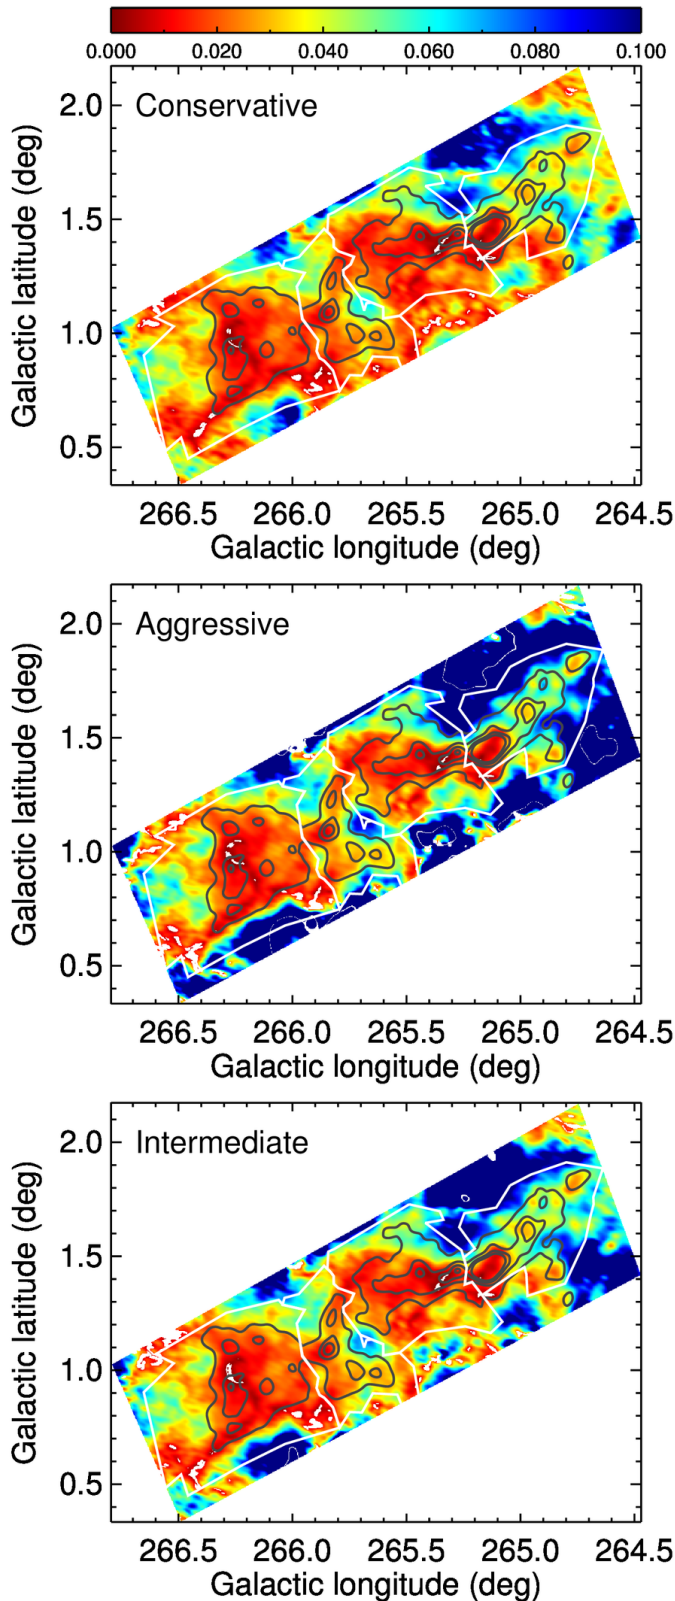 0.000 0.020 0.040 0.060 0.080 0.100
Conservative
2.0
1.5
1.0
0.5
Galactic latitude (deg)
266.5 266.0 265.5 265.0 264.5
Galactic longitude (deg)
Aggressive
2.0
1.5
1.0
0.5
Galactic latitude (deg)
266.5 266.0 265.5 265.0 264.5
Galactic longitude (deg)
Intermediate
2.0
1.5
1.0
0.5
Galactic latitude (deg)
266.5 266.0 265.5 265.0 264.5
Galactic longitude (deg)